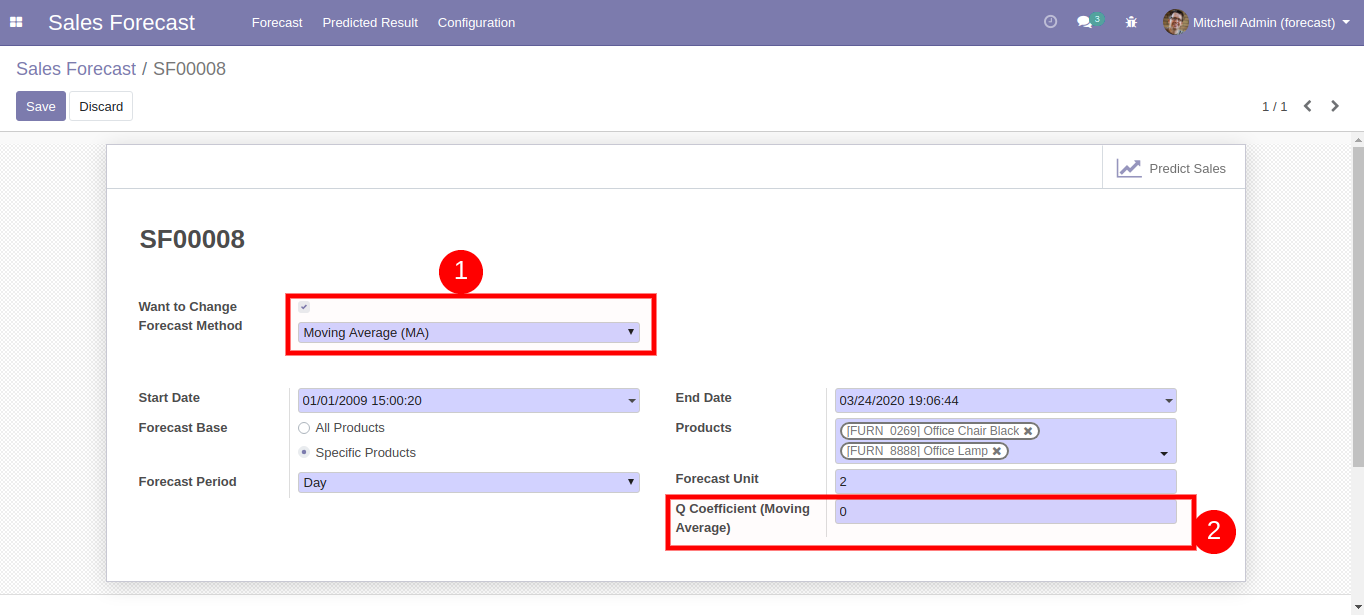 Sales Forecast
Forecast
Predicted Result
Configuration
3
Mitchell Admin (forecast)
Sales Forecast / SF00008
Save
Discard
1 / 1
Predict Sales
SF00008
1
Want to Change
Forecast Method
Moving Average (MA)
Start Date
01/01/2009 15:00:20
End Date
03/24/2020 19:06:44
Forecast Base
All Products
Specific Products
Products
[FURN_0269] Office Chair Black
[FURN_8888] Office Lamp
Forecast Period
Day
Forecast Unit
2
Q Coefficient (Moving
Average)
0
2